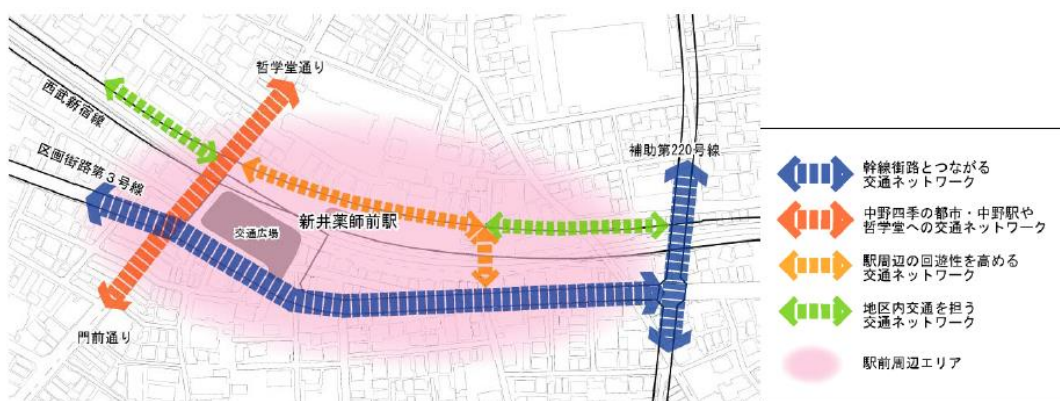 哲学堂通り
西武新宿線
区画街路第３号線
補助第220号線
新井薬師前駅
交通広場
門前通り
幹線街路とつながる
交通ネットワーク
中野四季の都市・中野駅や
哲学堂への交通ネットワーク
駅周辺の回遊性を高める
交通ネットワーク
地区内交通を担う
交通ネットワーク
駅前周辺エリア